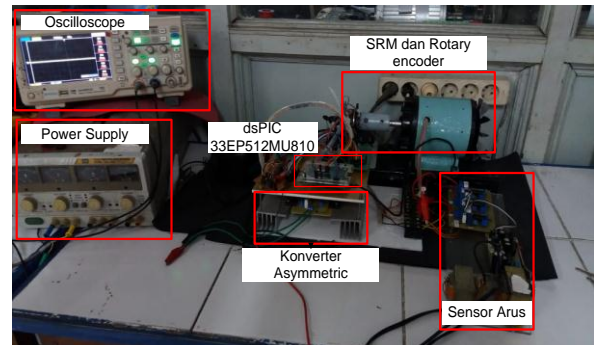 Oscilloscope
SRM dan Rotary
encoder
Power Supply
dsPIC
33EP512MU810
Konverter
Asymmetric
Sensor Arus